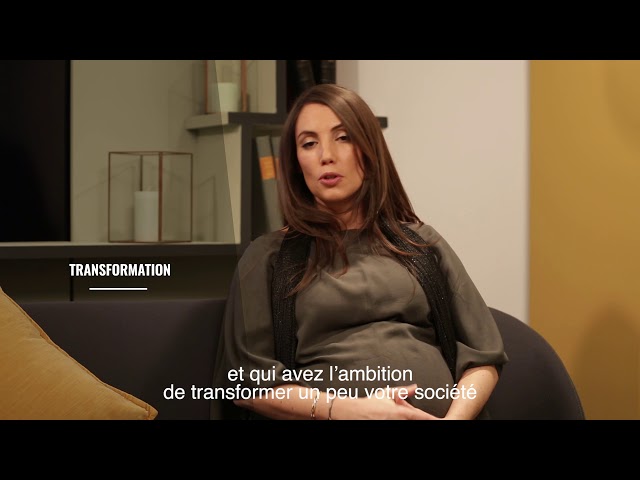 TRANSFORMATION
et qui avez l’ambition
de transformer un peu votre société